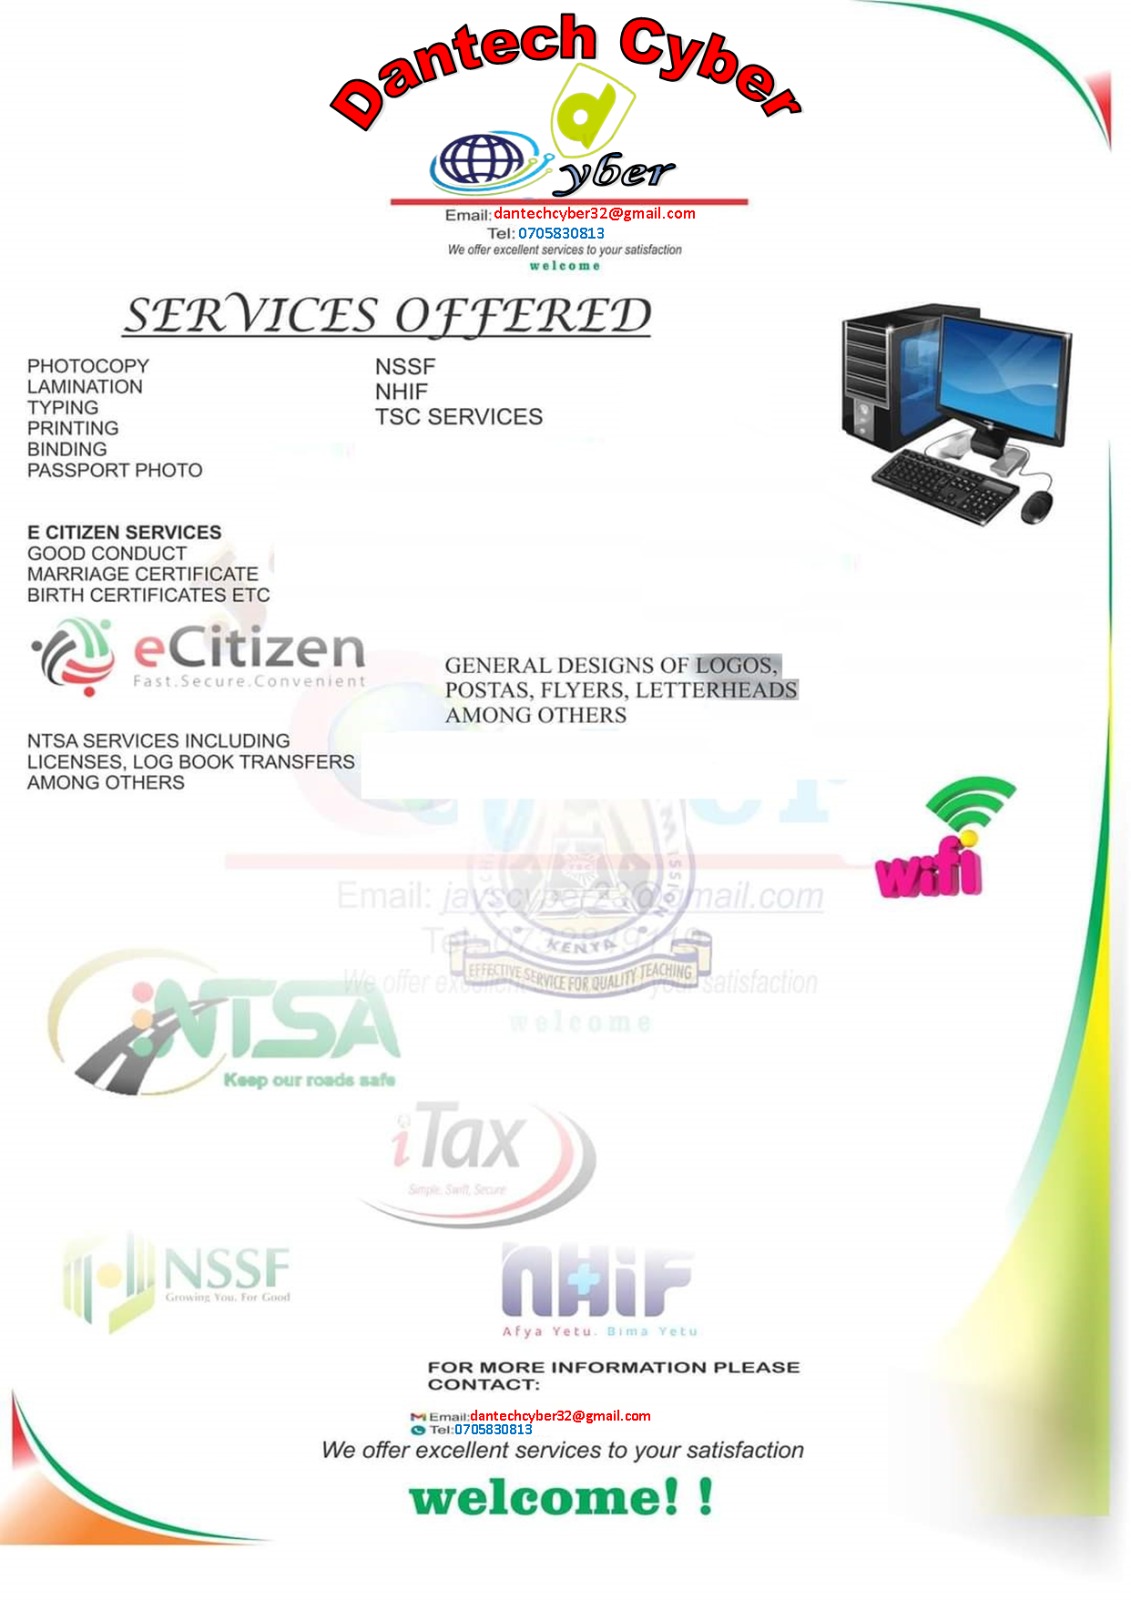 Dantech Cyber
d
yber
Email: dantechcyber32@gmail.com
Tel: 0705830813
We offer excellent services to your satisfaction
welcome
SERVICES OFFERED
PHOTOCOPY
LAMINATION
TYPING
PRINTING
BINDING
PASSPORT PHOTO
NSSF
NHIF
TSC SERVICES
E CITIZEN SERVICES
GOOD CONDUCT
MARRIAGE CERTIFICATE
BIRTH CERTIFICATES ETC
eCitizen
Fast.Secure.Convenient
GENERAL DESIGNS OF LOGOS,
POSTAS, FLYERS, LETTERHEADS
AMONG OTHERS
NTSA SERVICES INCLUDING
LICENSES, LOG BOOK TRANSFERS
AMONG OTHERS
wifi
Email: jayscyber23@gmail.com
KENYA
EFFECTIVE SERVICE FOR QUALITY TEACHING
We offer excellent services to your satisfaction
welcome
NTSA
Keep our roads safe
iTax
Simple. Swift, Secure
NSSF
Growing You. For Good
NHiF
Afya Yetu. Bima Yetu
FOR MORE INFORMATION PLEASE
CONTACT:
Email:dantechcyber32@gmail.com
Tel:0705830813
We offer excellent services to your satisfaction
welcome! !